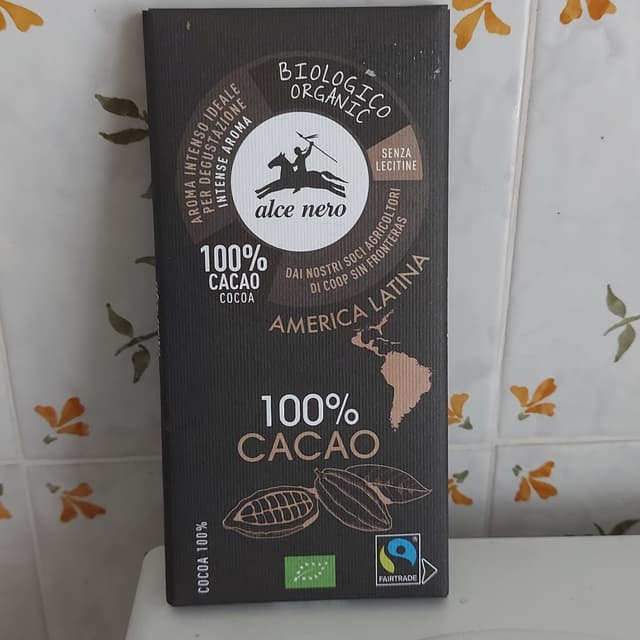 BIOLOGICO
ORGANIC
AROMA INTENSO IDEALE
PER DEGUSTAZIONE
INTENSE AROMA
SENZA
LECITINE
alce nero
100%
CACAO
COCOA
DAI NOSTRI SOCI AGRICOLTORI
DI COOP SIN FRONTERAS
AMERICA LATINA
100%
CACAO
COCOA 100%
FAIRTRADE